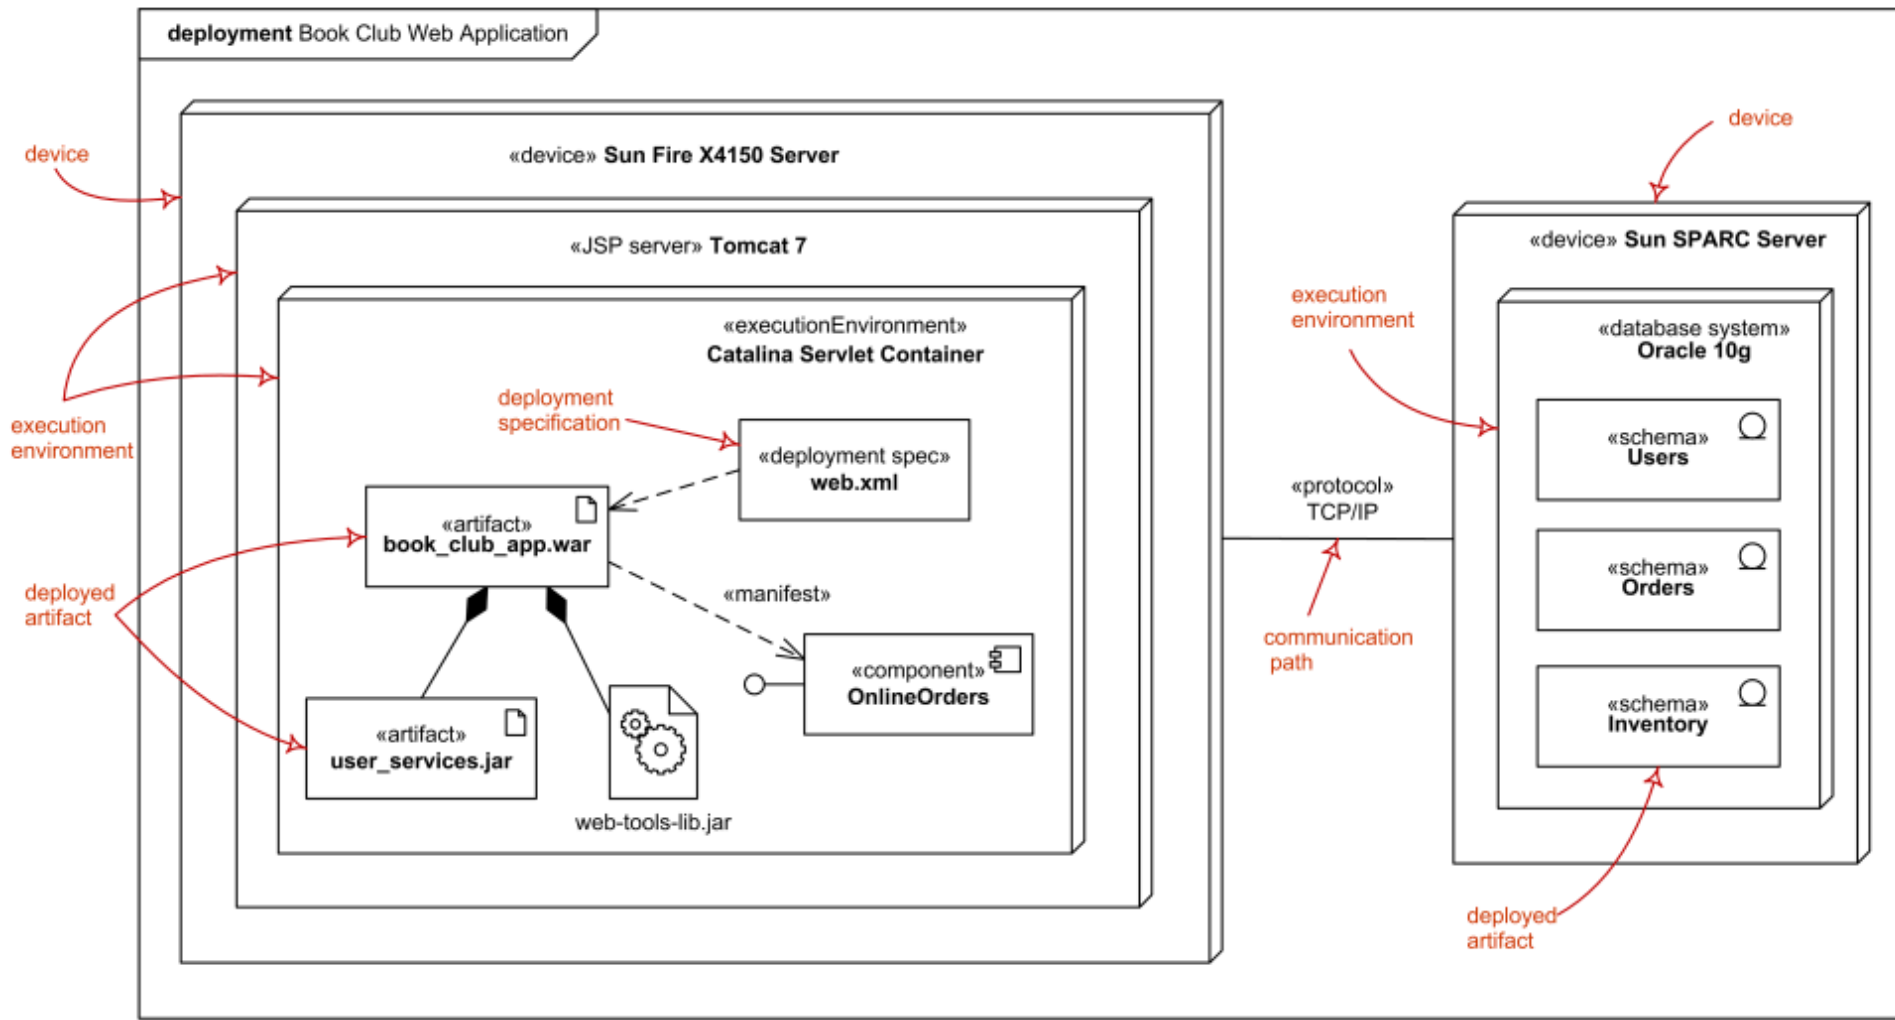 deployment Book Club Web Application
device
«device» Sun Fire X4150 Server
«JSP server» Tomcat 7
«executionEnvironment»
Catalina Servlet Container
execution
environment
deployment
specification
«deployment spec»
web.xml
«artifact»
book_club_app.war
deployed
artifact
«manifest»
«component»
OnlineOrders
«artifact»
user_services.jar
web-tools-lib.jar
«protocol»
TCP/IP
communication
path
device
«device» Sun SPARC Server
execution
environment
«database system»
Oracle 10g
«schema»
Users
«schema»
Orders
«schema»
Inventory
deployed
artifact